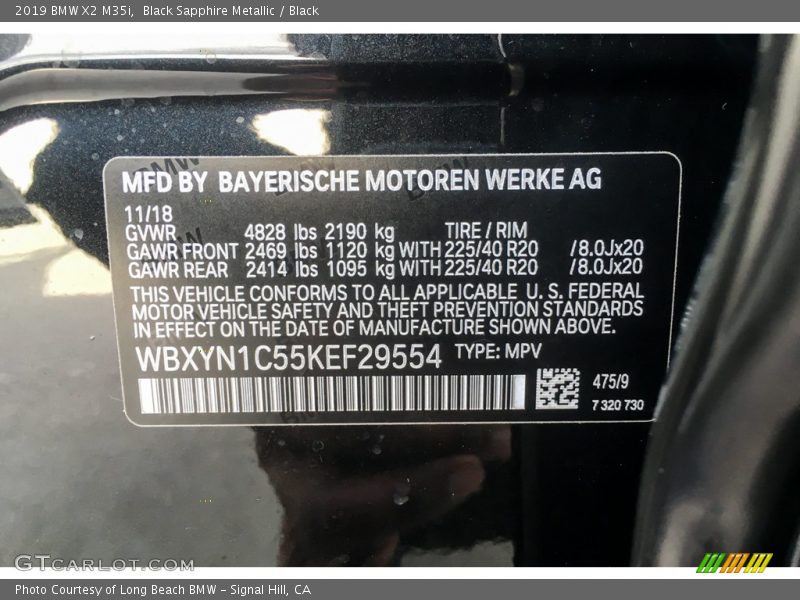 2019 BMW X2 M35i, Black Sapphire Metallic / Black
MFD BY BAYERISCHE MOTOREN WERKE AG
11/18
GVWR 4828 lbs 2190 kg TIRE / RIM
GAWR FRONT 2469 lbs 1120 kg WITH 225/40 R20 /8.0Jx20
GAWR REAR 2414 lbs 1095 kg WITH 225/40 R20 /8.0Jx20
THIS VEHICLE CONFORMS TO ALL APPLICABLE U. S. FEDERAL
MOTOR VEHICLE SAFETY AND THEFT PREVENTION STANDARDS
IN EFFECT ON THE DATE OF MANUFACTURE SHOWN ABOVE.
WBXYN1C55KEF29554 TYPE: MPV
475/9
7 320 730
GTCARLOT.COM
Photo Courtesy of Long Beach BMW – Signal Hill, CA